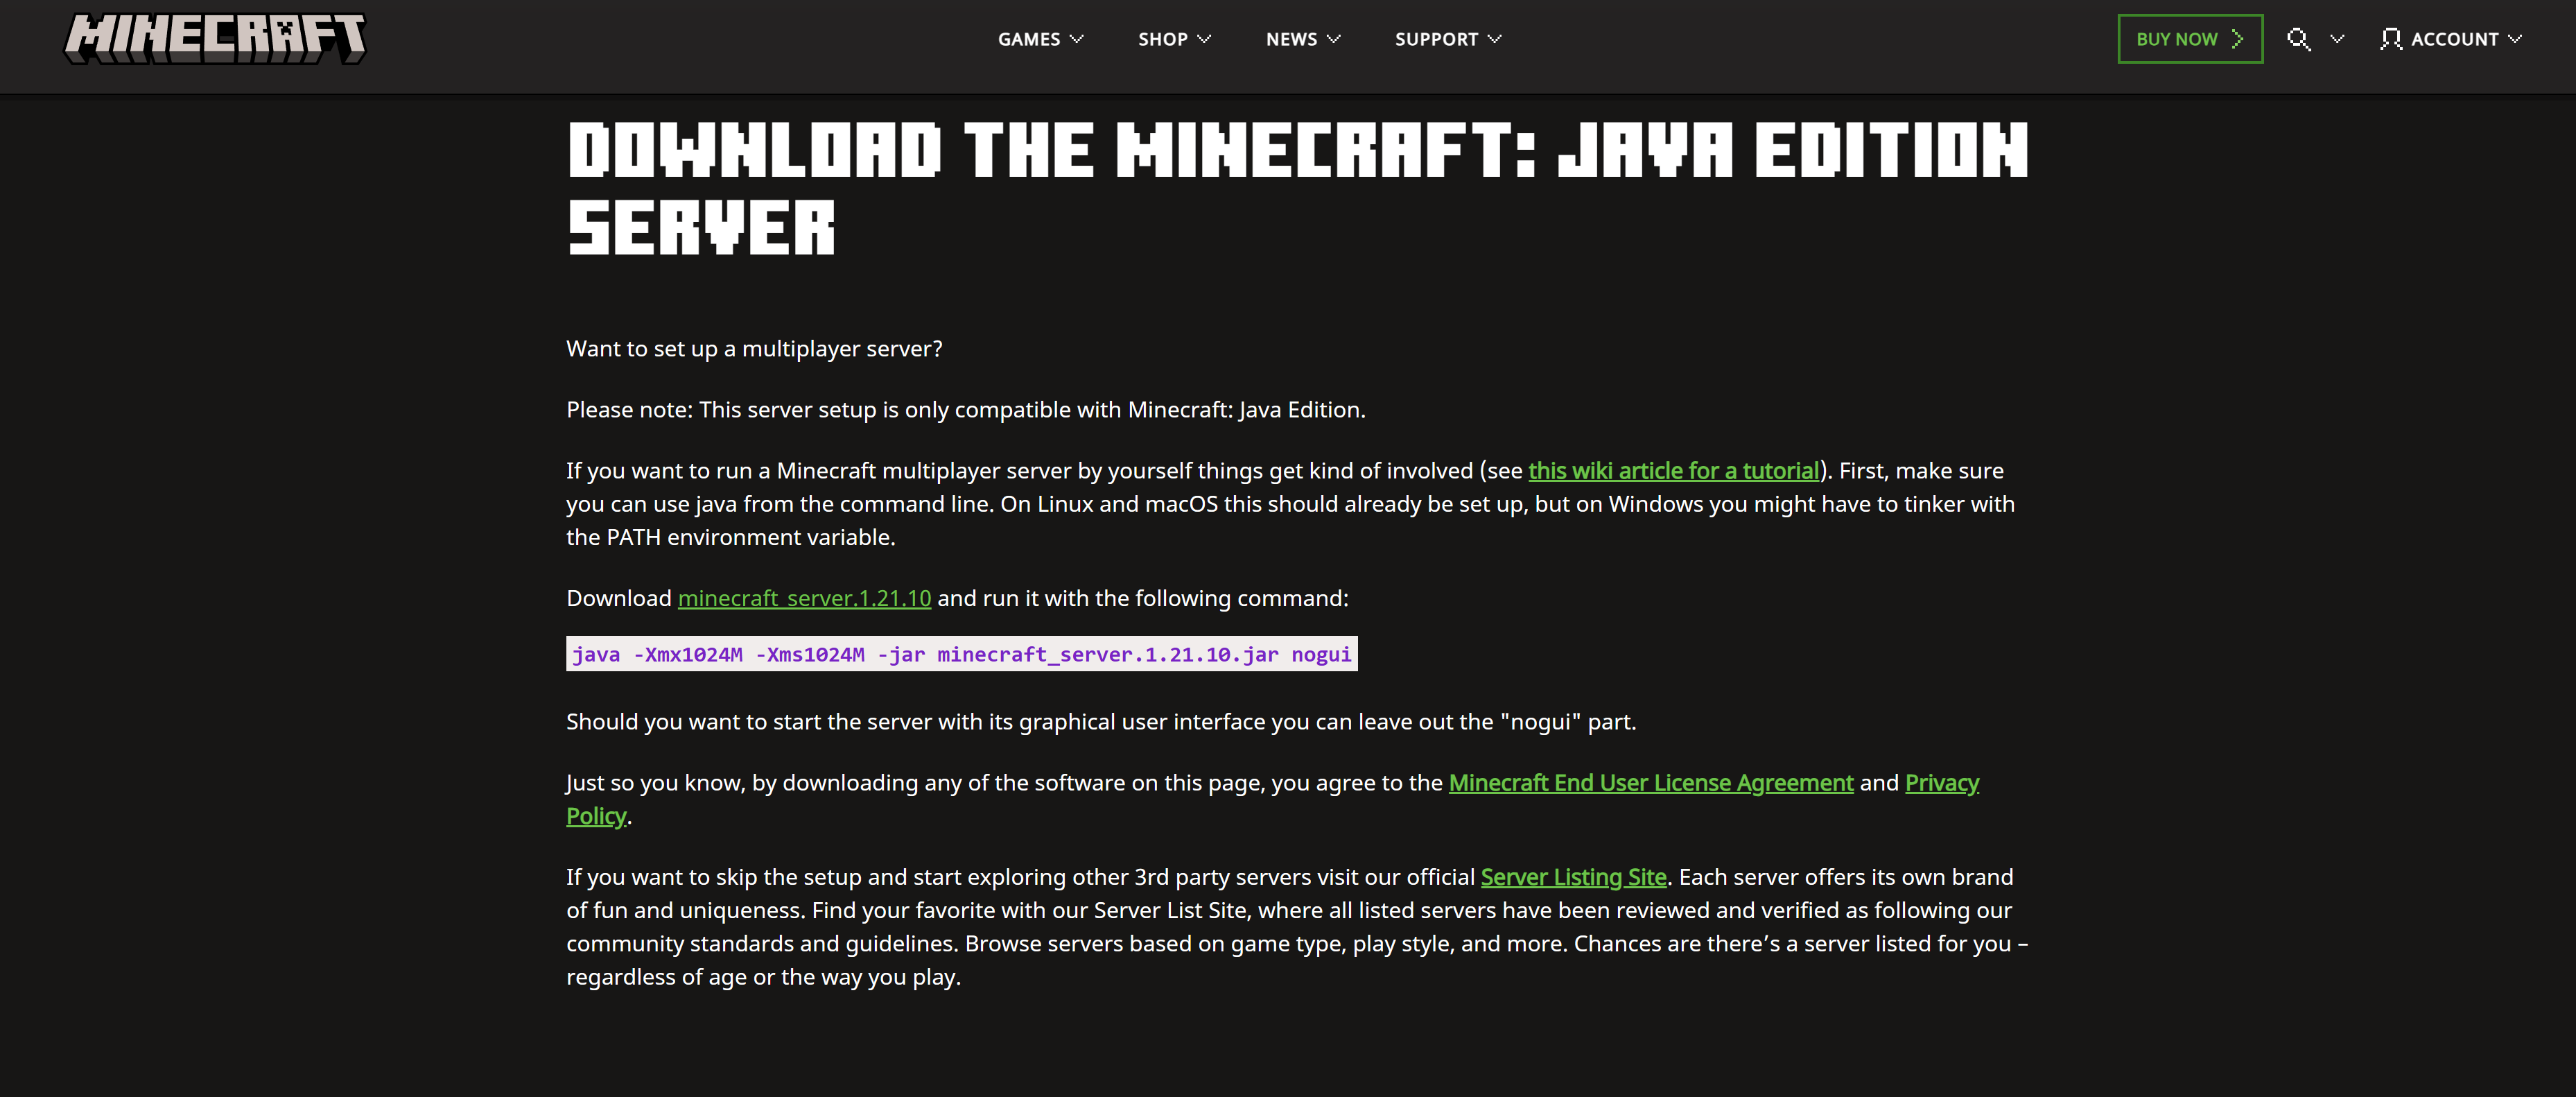 MINECRAFT
GAMES
SHOP
NEWS
SUPPORT
BUY NOW
ACCOUNT
DOWNLOAD THE MINECRAFT: JAVA EDITION
SERVER
Want to set up a multiplayer server?
Please note: This server setup is only compatible with Minecraft: Java Edition.
If you want to run a Minecraft multiplayer server by yourself things get kind of involved (see this wiki article for a tutorial). First, make sure
you can use java from the command line. On Linux and macOS this should already be set up, but on Windows you might have to tinker with
the PATH environment variable.
Download minecraft_server.1.21.10 and run it with the following command:
java -Xmx1024M -Xms1024M -jar minecraft_server.1.21.10.jar nogui
Should you want to start the server with its graphical user interface you can leave out the "nogui" part.
Just so you know, by downloading any of the software on this page, you agree to the Minecraft End User License Agreement and Privacy
Policy.
If you want to skip the setup and start exploring other 3rd party servers visit our official Server Listing Site. Each server offers its own brand
of fun and uniqueness. Find your favorite with our Server List Site, where all listed servers have been reviewed and verified as following our
community standards and guidelines. Browse servers based on game type, play style, and more. Chances are there’s a server listed for you –
regardless of age or the way you play.